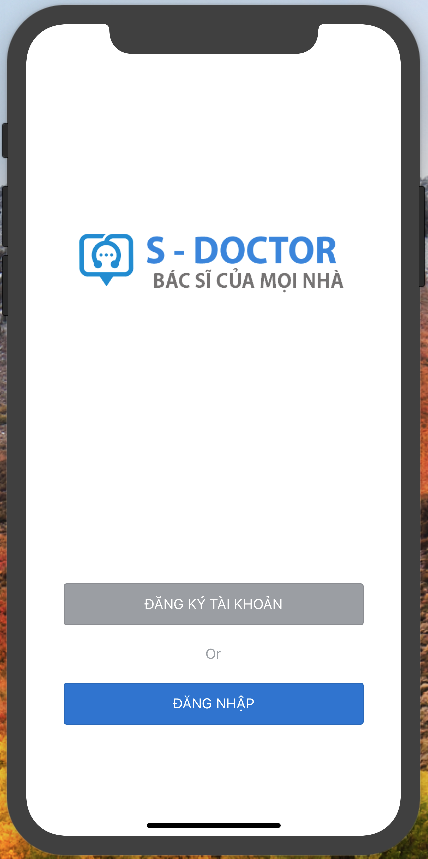 S - DOCTOR
BÁC SĨ CỦA MỌI NHÀ
ĐĂNG KÝ TÀI KHOẢN
Or
ĐĂNG NHẬP